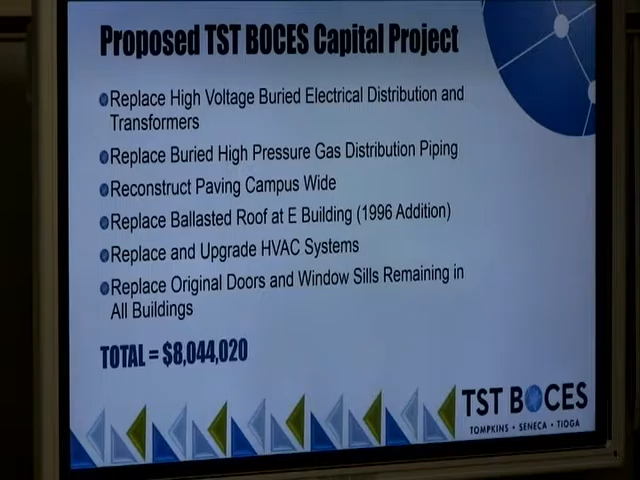 Proposed TST BOCES Capital Project
Replace High Voltage Buried Electrical Distribution and
Transformers
Replace Buried High Pressure Gas Distribution Piping
Reconstruct Paving Campus Wide
Replace Ballasted Roof at E Building (1996 Addition)
Replace and Upgrade HVAC Systems
Replace Original Doors and Window Sills Remaining in
All Buildings
TOTAL = $8,044,020
TST BOCES
TOMPKINS • SENECA • TIOGA